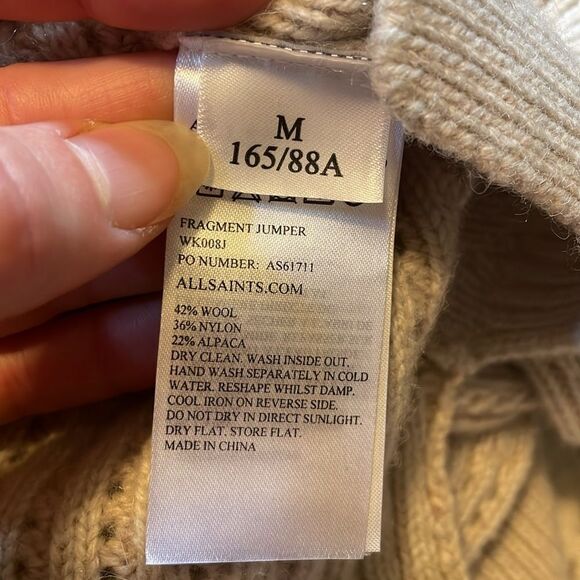 M
165/88A
FRAGMENT JUMPER
WK008J
PO NUMBER: AS61711
ALLSAINTS.COM
42% WOOL
36% NYLON
22% ALPACA
DRY CLEAN. WASH INSIDE OUT.
HAND WASH SEPARATELY IN COLD
WATER. RESHAPE WHILST DAMP.
COOL IRON ON REVERSE SIDE.
DO NOT DRY IN DIRECT SUNLIGHT.
DRY FLAT. STORE FLAT.
MADE IN CHINA